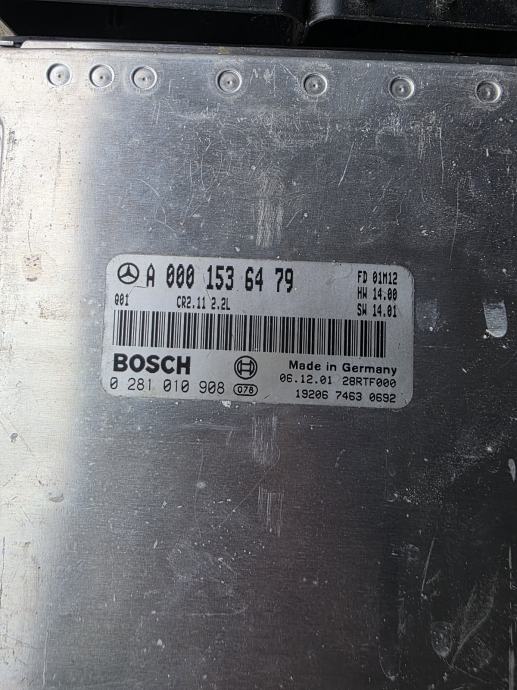 A 000 153 64 79
FD 01M12
Q01 CR2.11 2.2L
HW 14.00
SW 14.01
BOSCH
Made in Germany
06.12.01 28RTF000
0 281 010 908 078
19206 7463 0692